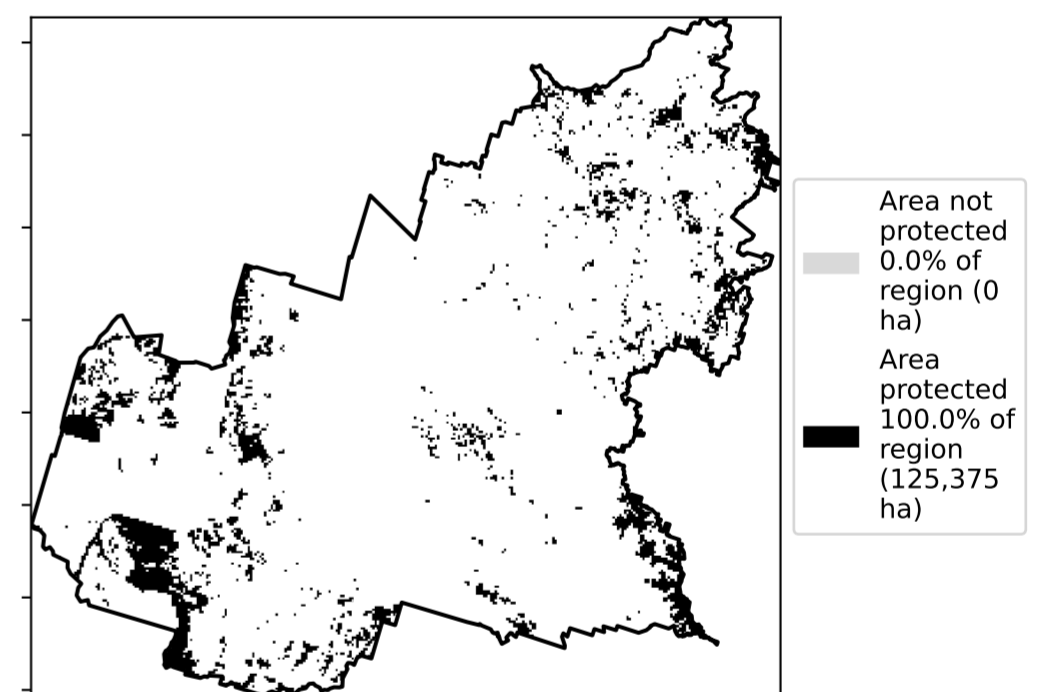 Area not
protected
0.0% of
region (0
ha)
Area
protected
100.0% of
region
(125,375
ha)